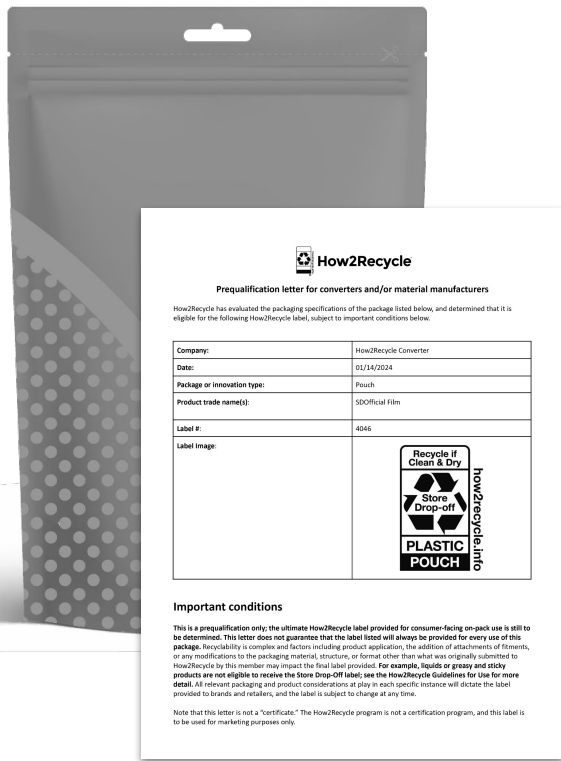 How2Recycle
Prequalification letter for converters and/or material manufacturers
How2Recycle has evaluated the packaging specifications of the package listed below, and determined that it is
eligible for the following How2Recycle label, subject to important conditions below.
Company: How2Recycle Converter
Date: 01/14/2024
Package or innovation type: Pouch
Product trade name(s): SDOfficial Film
Label #: 4046
Label Image:
Recycle if
Clean & Dry
Store
Drop-off
PLASTIC
POUCH
how2recycle.info
Important conditions
This is a prequalification only; the ultimate How2Recycle label provided for consumer-facing on-pack use is still to
be determined. This letter does not guarantee that the label listed will always be provided for every use of this
package. Recyclability is complex and factors including product application, the addition of attachments of fitments,
or any modifications to the packaging material, structure, or format other than what was originally submitted to
How2Recycle by this member may impact the final label provided. For example, liquids or greasy and sticky
products are not eligible to receive the Store Drop-Off label; see the How2Recycle Guidelines for Use for more
detail. All relevant packaging and product considerations at play in each specific instance will dictate the label
provided to brands and retailers, and the label is subject to change at any time.
Note that this letter is not a “certificate.” The How2Recycle program is not a certification program, and this label is
to be used for marketing purposes only.